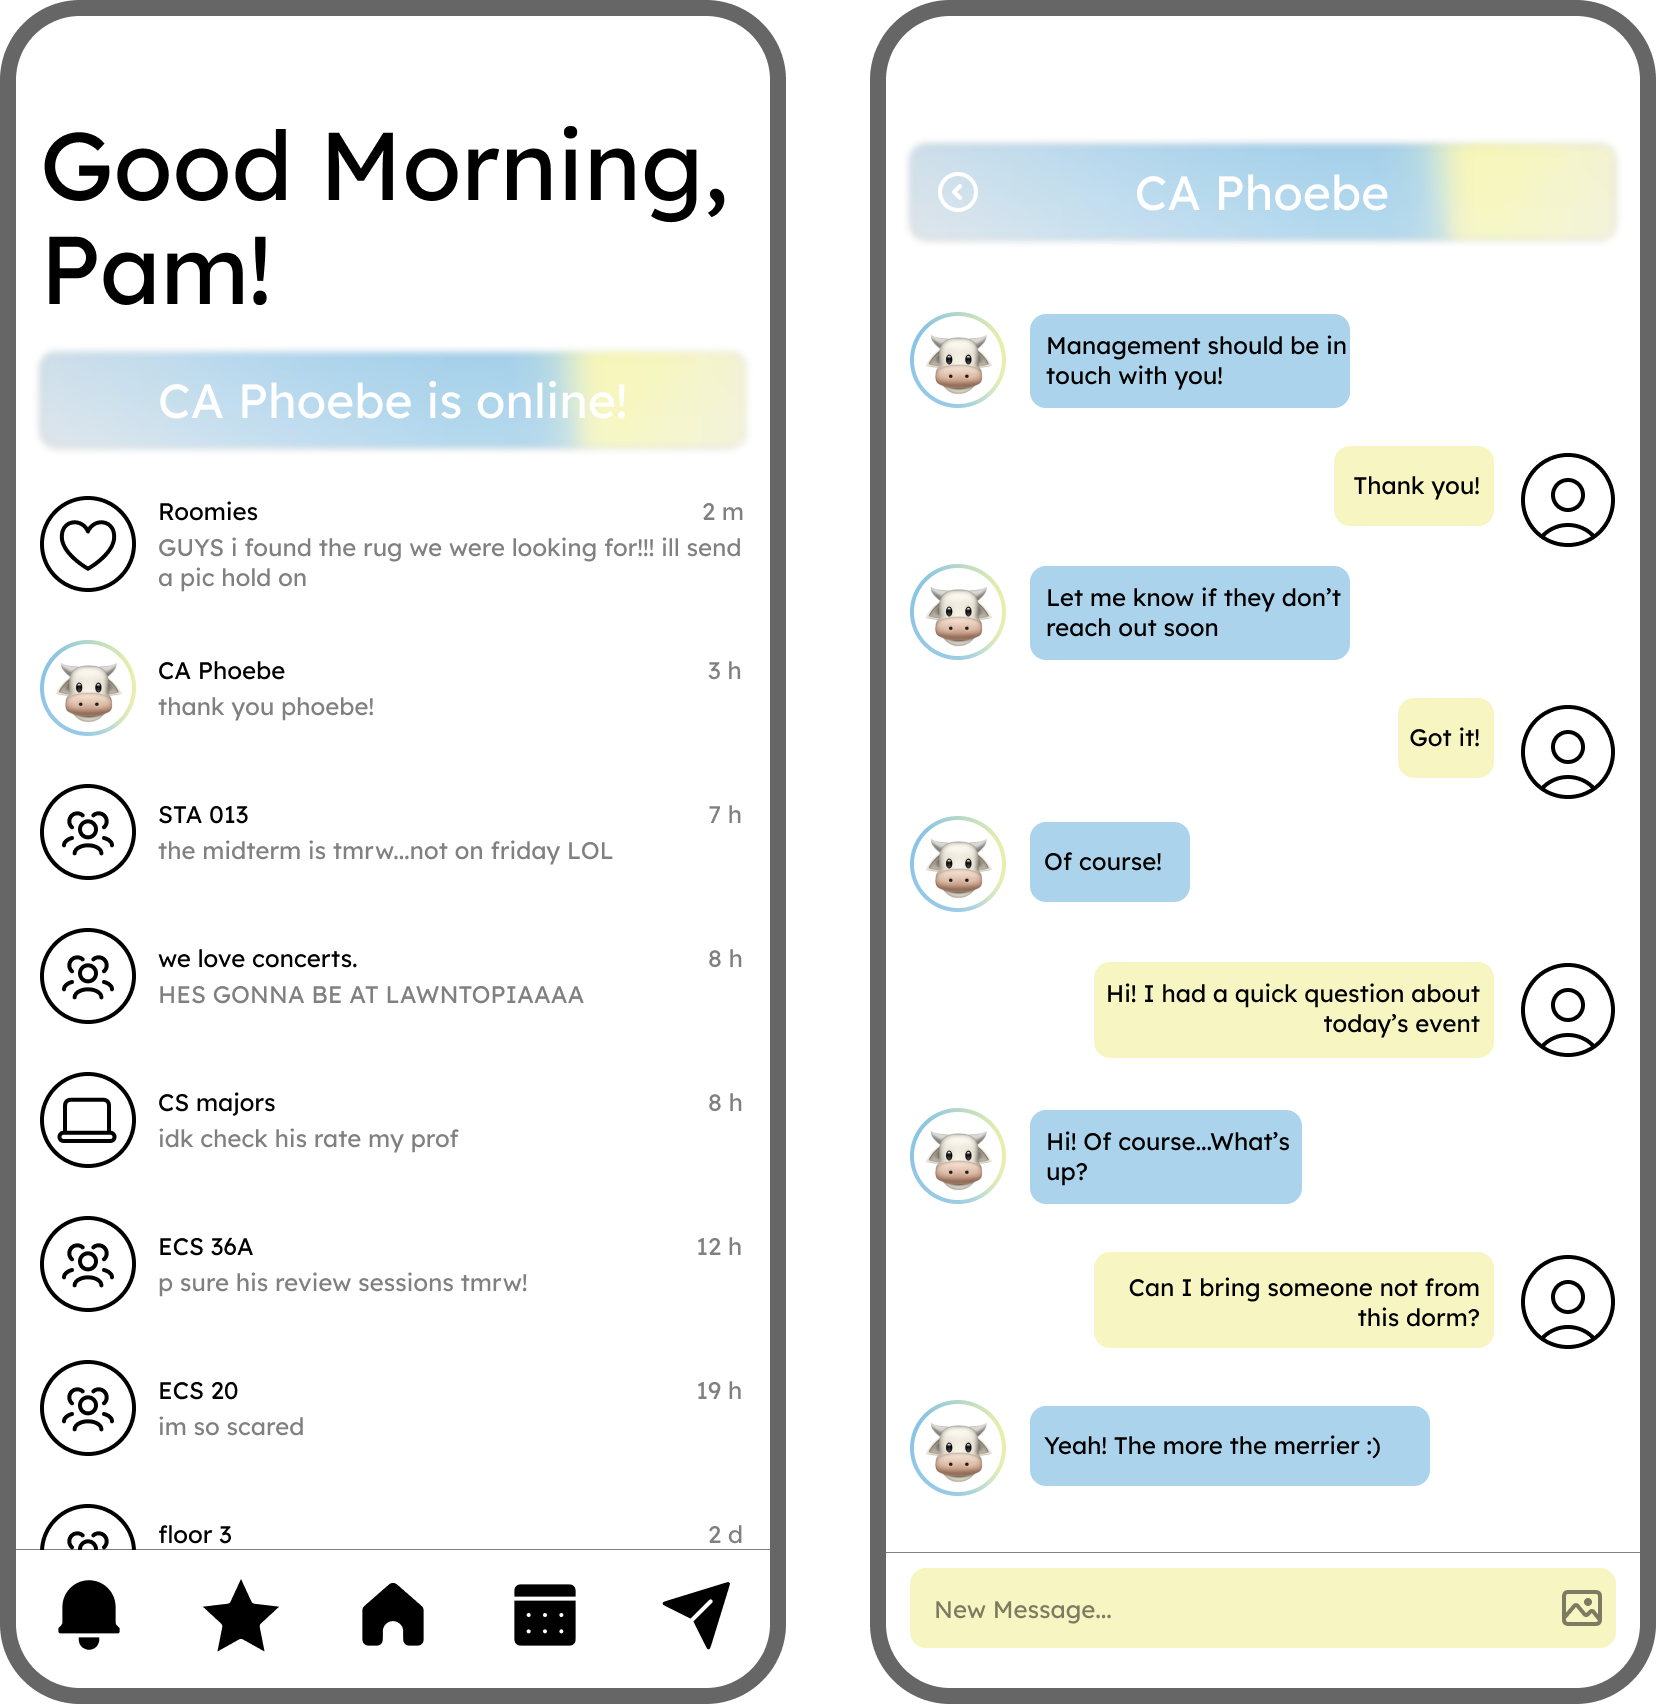 Good Morning,
Pam!
CA Phoebe is online!
Roomies
2 m
GUYS i found the rug we were looking for!!! ill send
a pic hold on
CA Phoebe
3 h
thank you phoebe!
STA 013
7 h
the midterm is tmrw...not on friday LOL
we love concerts.
8 h
HES GONNA BE AT LAWNTOPIAAAA
CS majors
8 h
idk check his rate my prof
ECS 36A
12 h
p sure his review sessions tmrw!
ECS 20
19 h
im so scared
floor 3
2 d
CA Phoebe
Management should be in
touch with you!
Thank you!
Let me know if they don’t
reach out soon
Got it!
Of course!
Hi! I had a quick question about
today’s event
Hi! Of course...What’s
up?
Can I bring someone not from
this dorm?
Yeah! The more the merrier :)
New Message...